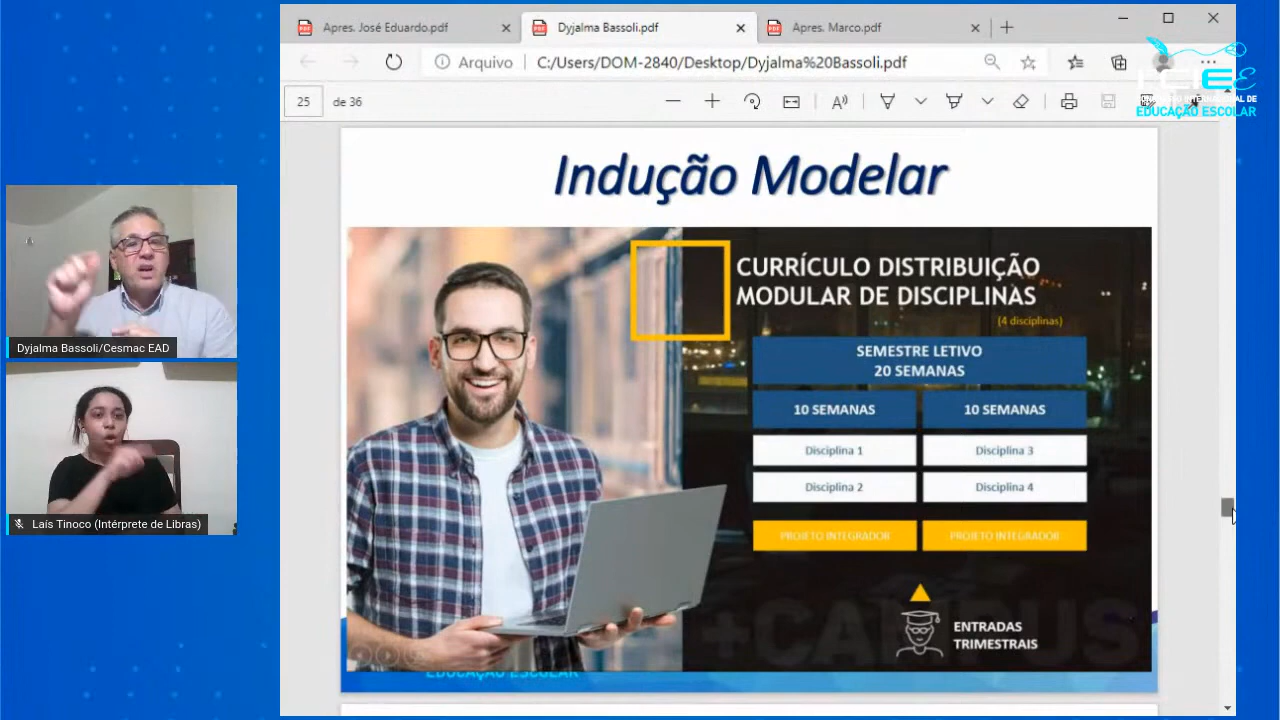 Apres. José Eduardo.pdf
Dyjalma Bassoli.pdf
Apres. Marco.pdf
Arquivo
C:/Users/DOM-2840/Desktop/Dyjalma%20Bassoli.pdf
25
de 36
EDUCAÇÃO ESCOLAR
Indução Modelar
CURRÍCULO DISTRIBUIÇÃO
MODULAR DE DISCIPLINAS
(4 disciplinas)
SEMESTRE LETIVO
20 SEMANAS
10 SEMANAS
10 SEMANAS
Disciplina 1
Disciplina 3
Disciplina 2
Disciplina 4
PROJETO INTEGRADOR
PROJETO INTEGRADOR
+CAMPUS
ENTRADAS
TRIMESTRAIS
EDUCAÇÃO ESCOLAR
Dyjalma Bassoli/Cesmac EAD
Laís Tinoco (Intérprete de Libras)